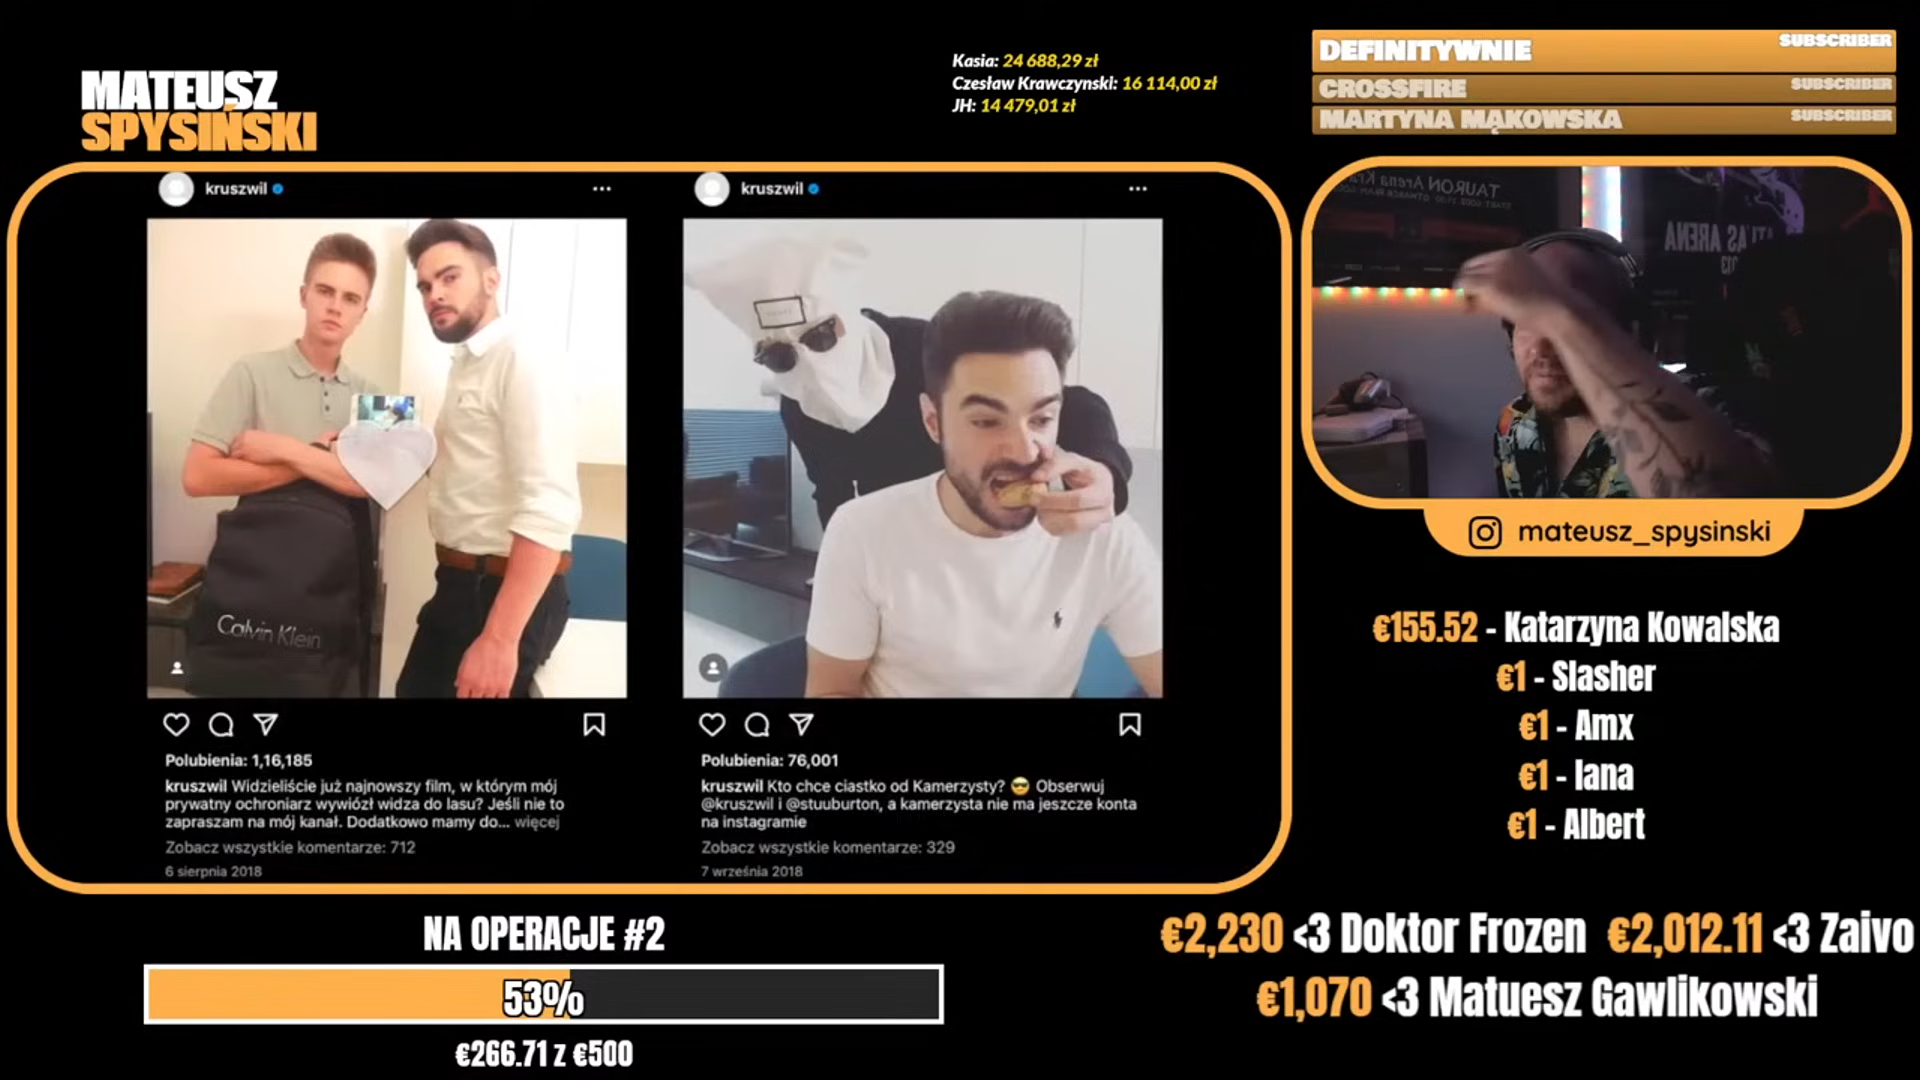 MATEUSZ
SPYSIŃSKI
Kasia: 24 688,29 zł
Czesław Krawczynski: 16 114,00 zł
JH: 14 479,01 zł
DEFINITYWNIE SUBSCRIBER
CROSSFIRE SUBSCRIBER
MARTYNA MĄKOWSKA SUBSCRIBER
kruszwil
Calvin Klein
Polubienia: 1,16,185
kruszwil Widzieliście już najnowszy film, w którym mój
prywatny ochroniarz wywiózł widza do lasu? Jeśli nie to
zapraszam na mój kanał. Dodatkowo mamy do... więcej
Zobacz wszystkie komentarze: 712
6 sierpnia 2018
kruszwil
Polubienia: 76,001
kruszwil Kto chce ciastko od Kamerzysty? 😎 Obserwuj
@kruszwil i @stuuburton, a kamerzysta nie ma jeszcze konta
na instagramie
Zobacz wszystkie komentarze: 329
7 września 2018
TAURON Arena Kra
ATLAS ARENA
mateusz_spysinski
€155.52 - Katarzyna Kowalska
€1 - Slasher
€1 - Amx
€1 - Iana
€1 - Albert
NA OPERACJE #2
53%
€266.71 z €500
€2,230 <3 Doktor Frozen €2,012.11 <3 Zaivo
€1,070 <3 Matuesz Gawlikowski